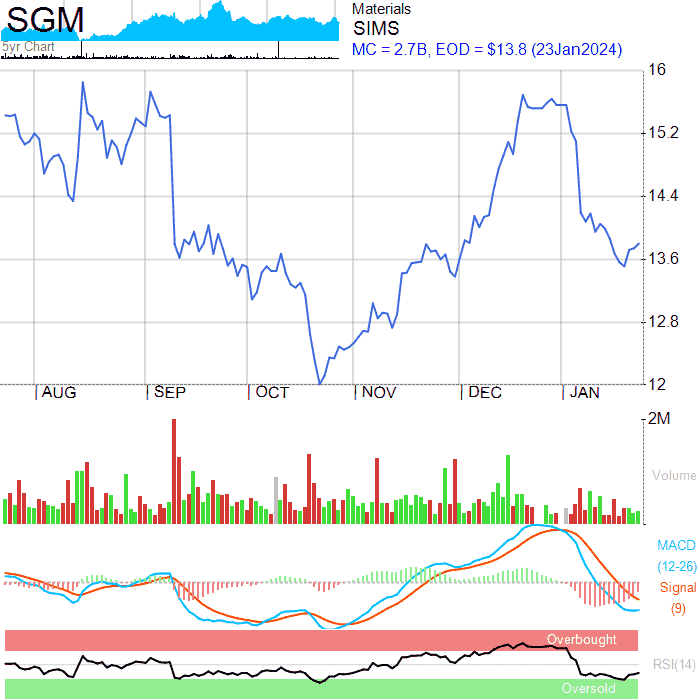 SGM
5yr Chart
Materials
SIMS
MC = 2.7B, EOD = $13.8 (23Jan2024)
16
15.2
14.4
13.6
12.8
12
AUG SEP OCT NOV DEC JAN
2M
Volume
MACD
(12-26)
Signal
(9)
Overbought
RSI(14)
Oversold